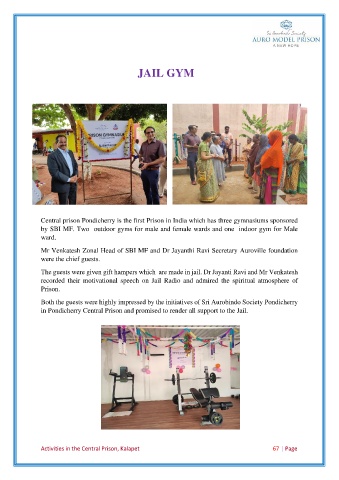 Sri Aurobindo Society
AURO MODEL PRISON
A NEW HOPE
JAIL GYM
PRISON GYMNASIUM
Central prison Pondicherry is the first Prison in India which has three gymnasiums sponsored
by SBI MF. Two outdoor gyms for male and female wards and one indoor gym for Male
ward.
Mr Venkatesh Zonal Head of SBI MF and Dr Jayanthi Ravi Secretary Auroville foundation
were the chief guests.
The guests were given gift hampers which are made in jail. Dr Jayanti Ravi and Mr Venkatesh
recorded their motivational speech on Jail Radio and admired the spiritual atmosphere of
Prison.
Both the guests were highly impressed by the initiatives of Sri Aurobindo Society Pondicherry
in Pondicherry Central Prison and promised to render all support to the Jail.
Activities in the Central Prison, Kalapet 67 | Page